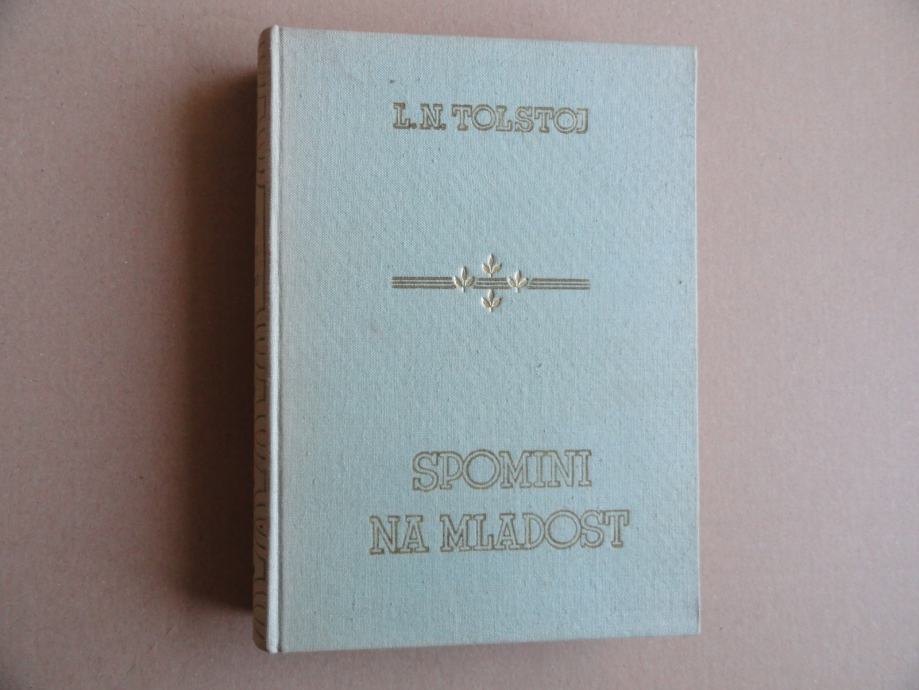 L. N. TOLSTOJ
SPOMINI
NA MLADOST